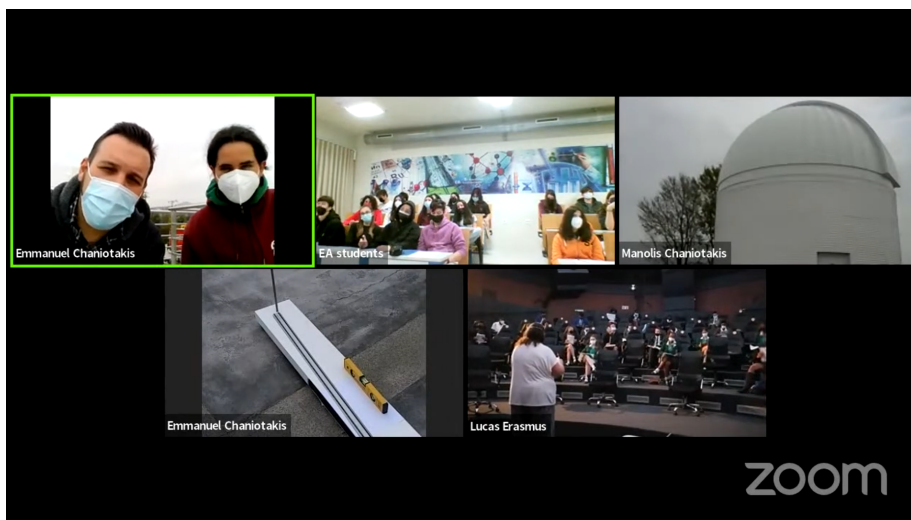 Emmanuel Chaniotakis
EA students
Manolis Chaniotakis
Emmanuel Chaniotakis
Lucas Erasmus
zoom